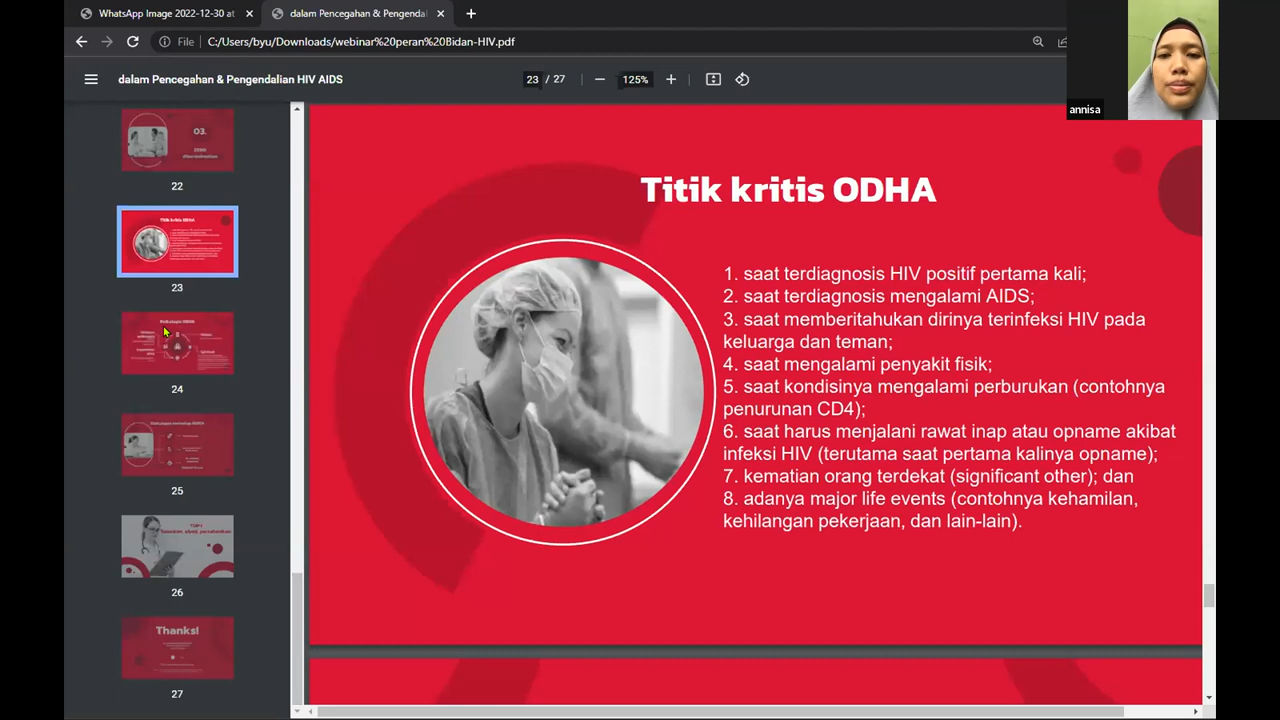 WhatsApp Image 2022-12-30 at
dalam Pencegahan & Pengendal
File
C:/Users/byu/Downloads/webinar%20peran%20Bidan-HIV.pdf
annisa
dalam Pencegahan & Pengendalian HIV AIDS
23 / 27
125%
03.
22
Titik kritis ODHA
23
24
25
26
Thanks!
27
Titik kritis ODHA
1. saat terdiagnosis HIV positif pertama kali;
2. saat terdiagnosis mengalami AIDS;
3. saat memberitahukan dirinya terinfeksi HIV pada
keluarga dan teman;
4. saat mengalami penyakit fisik;
5. saat kondisinya mengalami perburukan (contohnya
penurunan CD4);
6. saat harus menjalani rawat inap atau opname akibat
infeksi HIV (terutama saat pertama kalinya opname);
7. kematian orang terdekat (significant other); dan
8. adanya major life events (contohnya kehamilan,
kehilangan pekerjaan, dan lain-lain).